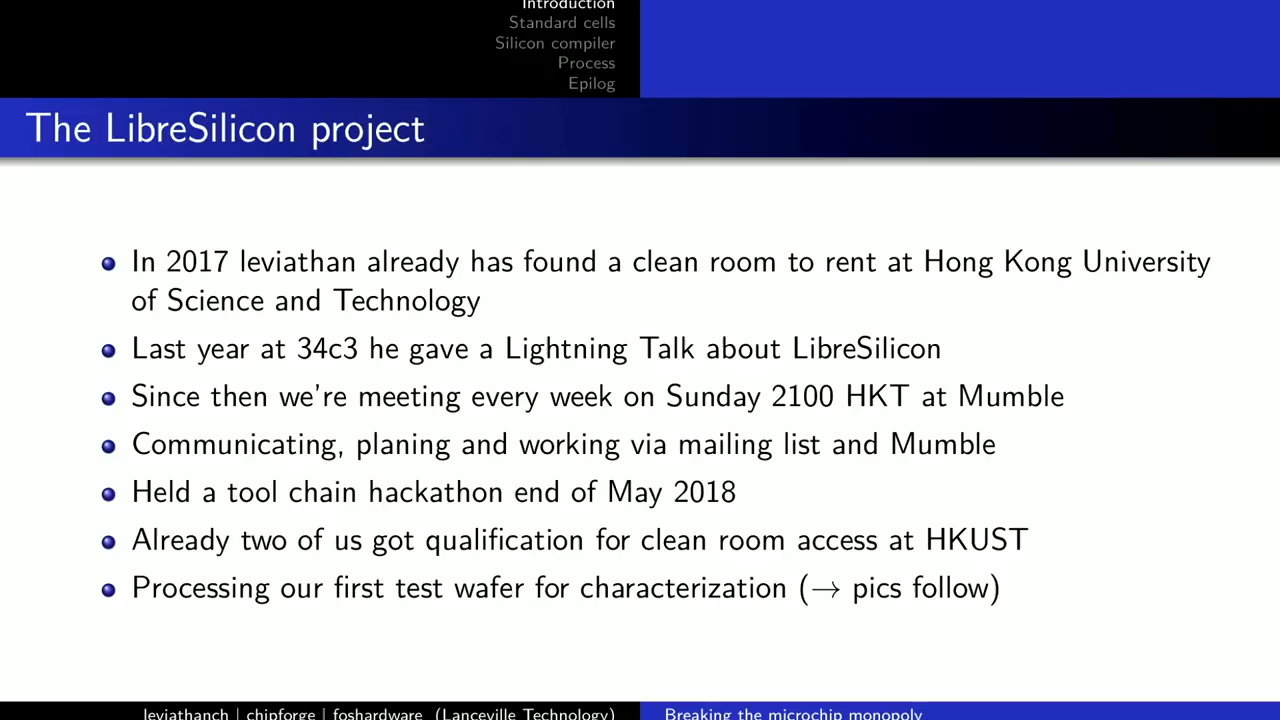 Introduction
Standard cells
Silicon compiler
Process
Epilog
The LibreSilicon project
In 2017 leviathan already has found a clean room to rent at Hong Kong University
of Science and Technology
Last year at 34c3 he gave a Lightning Talk about LibreSilicon
Since then we're meeting every week on Sunday 2100 HKT at Mumble
Communicating, planing and working via mailing list and Mumble
Held a tool chain hackathon end of May 2018
Already two of us got qualification for clean room access at HKUST
Processing our first test wafer for characterization (→ pics follow)
leviathanch | chipforge | foshardware (Lanceville Technology)
Breaking the microchip monopoly